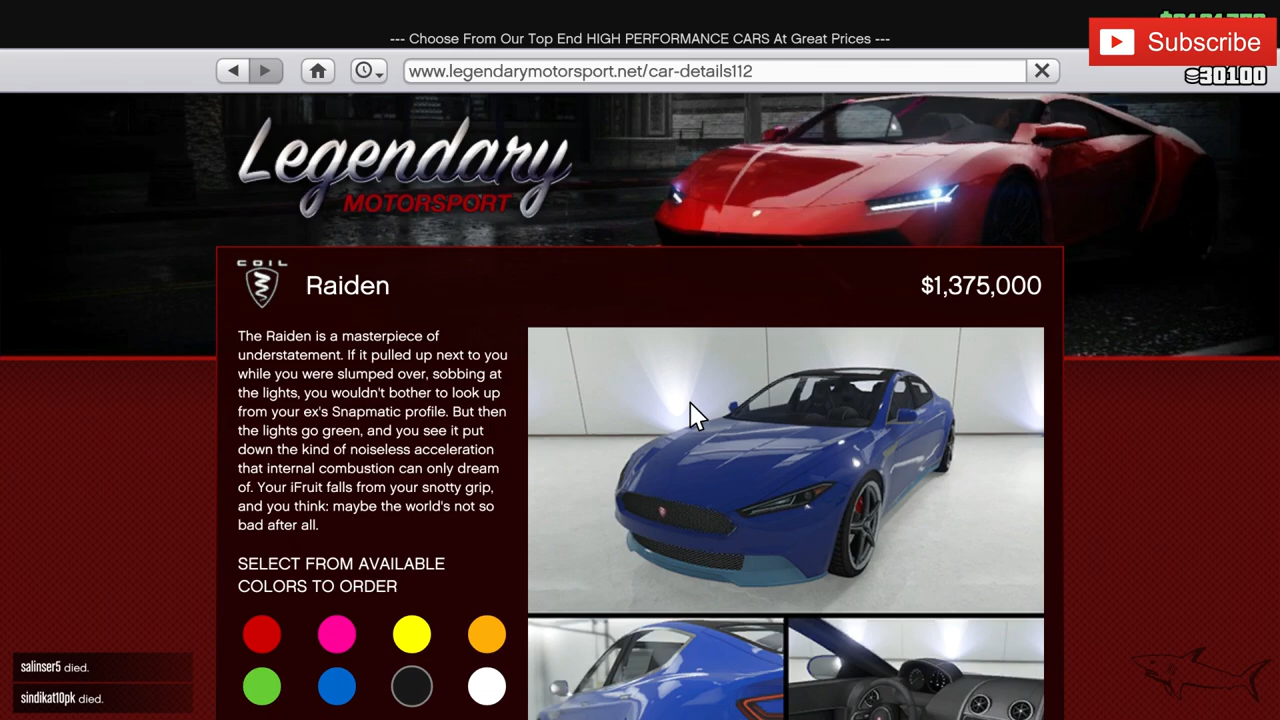 --- Choose From Our Top End HIGH PERFORMANCE CARS At Great Prices ---
Subscribe
www.legendarymotorsport.net/car-details112
30100
Legendary
MOTORSPORT
COIL
Raiden
$1,375,000
The Raiden is a masterpiece of
understatement. If it pulled up next to you
while you were slumped over, sobbing at
the lights, you wouldn't bother to look up
from your ex's Snapmatic profile. But then
the lights go green, and you see it put
down the kind of noiseless acceleration
that internal combustion can only dream
of. Your iFruit falls from your snotty grip,
and you think: maybe the world's not so
bad after all.
SELECT FROM AVAILABLE
COLORS TO ORDER
salinser5 died.
sindikat10pk died.